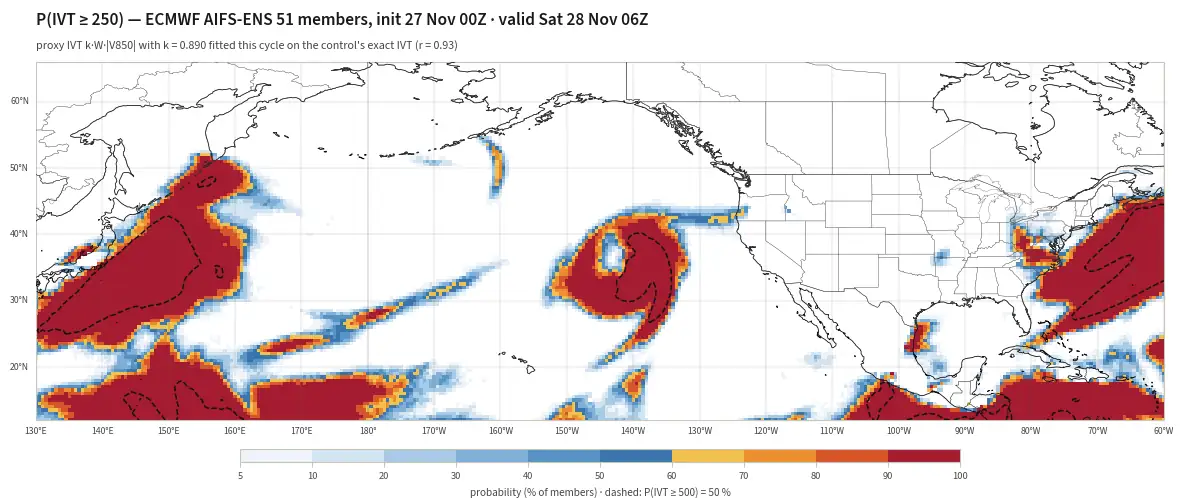 P(IVT ≥ 250) — ECMWF AIFS-ENS 51 members, init 27 Nov 00Z · valid Sat 28 Nov 06Z
proxy IVT k·W·|V850| with k = 0.890 fitted this cycle on the control's exact IVT (r = 0.93)
60°N
50°N
40°N
30°N
20°N
130°E 140°E 150°E 160°E 170°E 180° 170°W 160°W 150°W 140°W 130°W 120°W 110°W 100°W 90°W 80°W 70°W 60°W
5 10 20 30 40 50 60 70 80 90 100
probability (% of members) · dashed: P(IVT ≥ 500) = 50 %